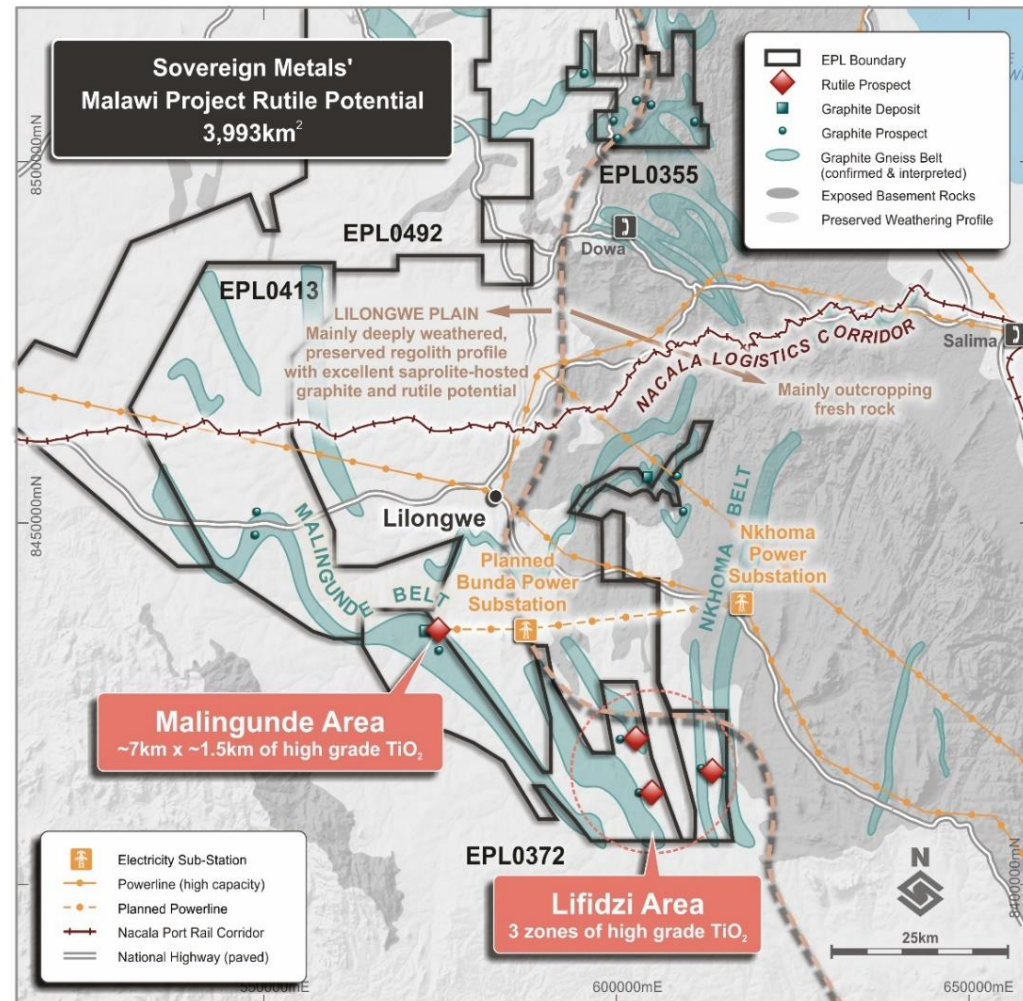 Sovereign Metals'
Malawi Project Rutile Potential
3,993km²
EPL Boundary
Rutile Prospect
Graphite Deposit
Graphite Prospect
Graphite Gneiss Belt
(confirmed & interpreted)
Exposed Basement Rocks
Preserved Weathering Profile
8500000mN
EPL0355
EPL0492
Dowa
EPL0413
LILONGWE PLAIN
Mainly deeply weathered,
preserved regolith profile
with excellent saprolite-hosted
graphite and rutile potential
NACALA LOGISTICS CORRIDOR
Salima
Mainly outcropping
fresh rock
8450000mN
Lilongwe
MALINGUNDE BELT
NKHOMA BELT
Planned
Bunda Power
Substation
Nkhoma
Power
Substation
Malingunde Area
~7km x ~1.5km of high grade TiO₂
EPL0372
Lifidzi Area
3 zones of high grade TiO₂
Electricity Sub-Station
Powerline (high capacity)
Planned Powerline
Nacala Port Rail Corridor
National Highway (paved)
N
25km
8400000mN
550000mE
600000mE
650000mE